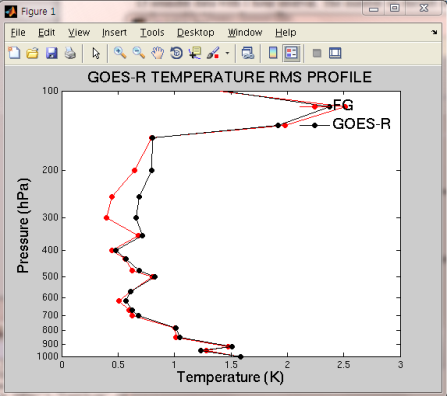 Figure 1
File Edit View Insert Tools Desktop Window Help
GOES-R TEMPERATURE RMS PROFILE
FG
GOES-R
Pressure (hPa)
100
200
300
400
500
600
700
800
900
1000
0 0.5 1 1.5 2 2.5 3
Temperature (K)